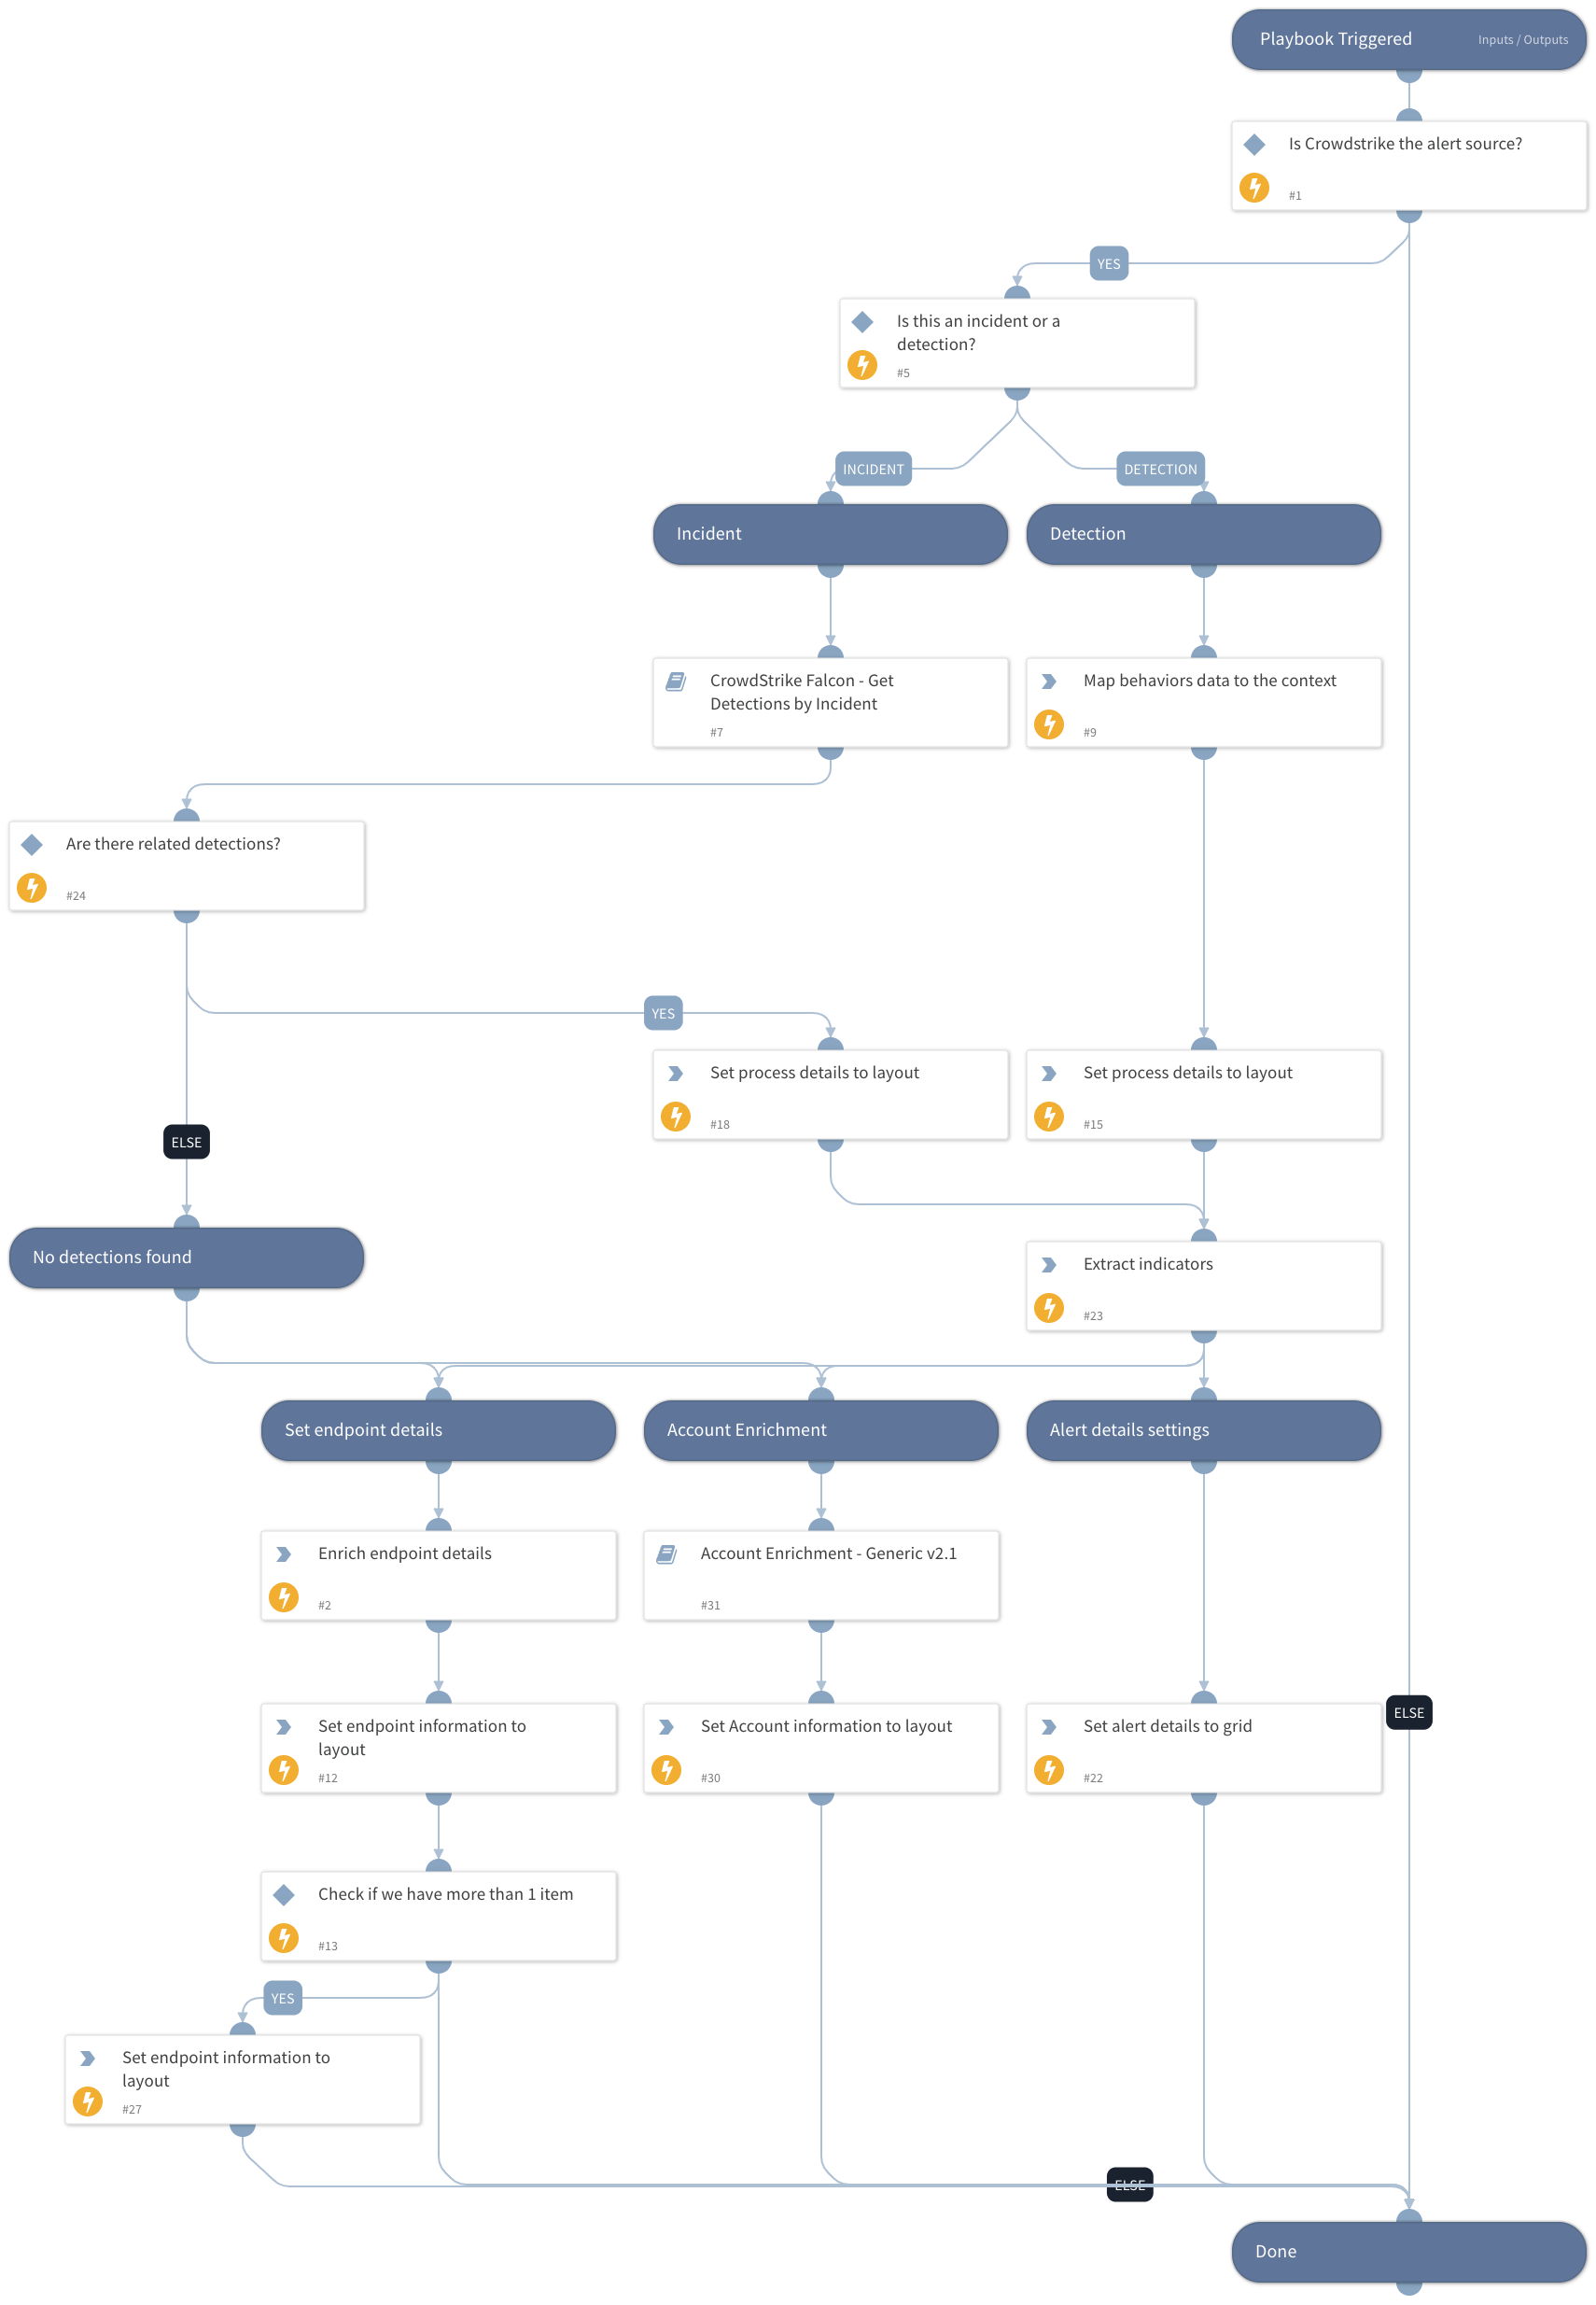 Playbook Triggered
Inputs / Outputs
Is Crowdstrike the alert source?
#1
YES
Is this an incident or a
detection?
#5
INCIDENT
DETECTION
Incident
Detection
CrowdStrike Falcon - Get
Detections by Incident
#7
Map behaviors data to the context
#9
Are there related detections?
#24
YES
Set process details to layout
#18
Set process details to layout
#15
ELSE
No detections found
Extract indicators
#23
Set endpoint details
Account Enrichment
Alert details settings
Enrich endpoint details
#2
Account Enrichment - Generic v2.1
#31
Set endpoint information to
layout
#12
Set Account information to layout
#30
Set alert details to grid
#22
ELSE
Check if we have more than 1 item
#13
YES
Set endpoint information to
layout
#27
ELSE
Done